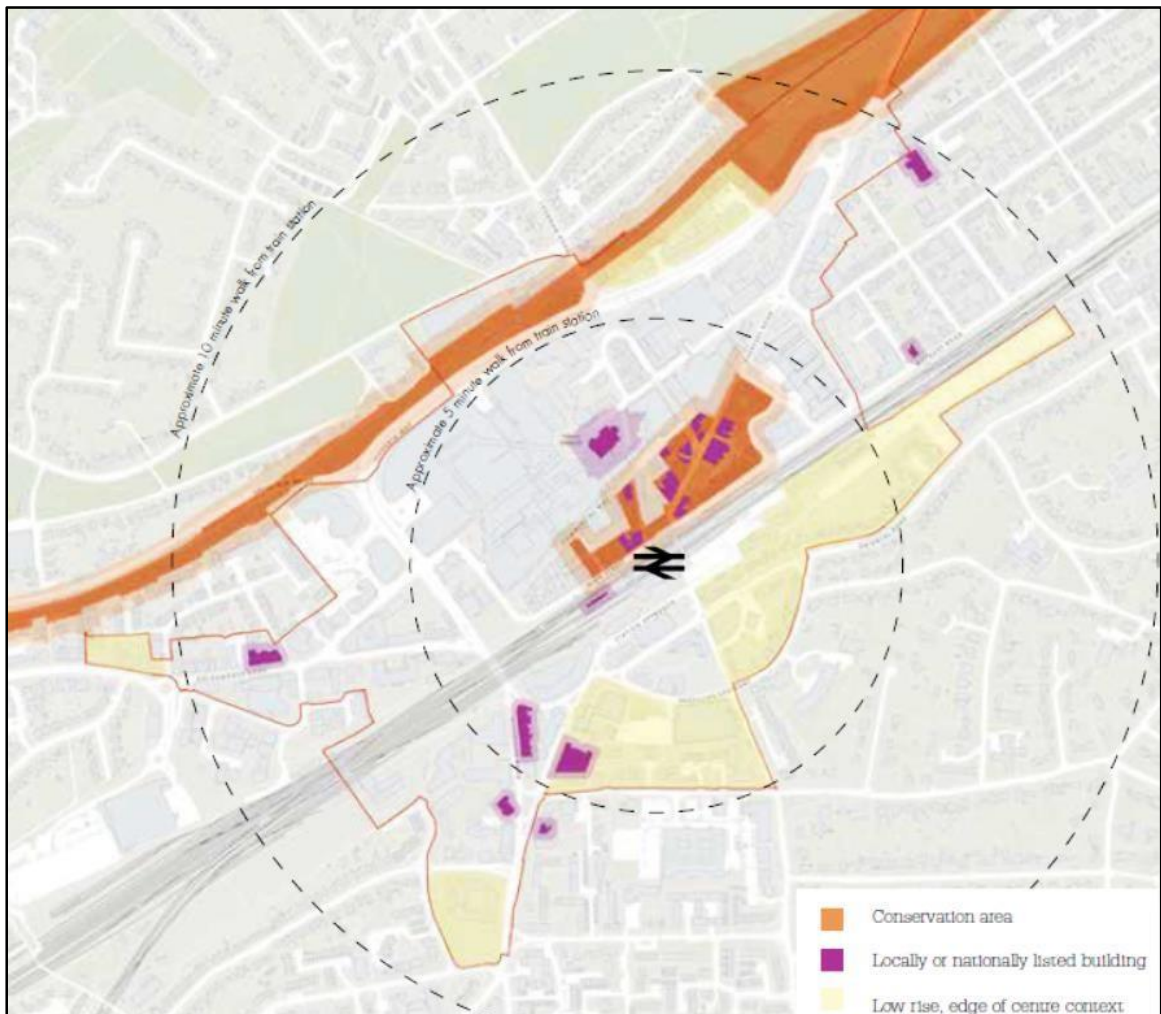 Approximate 10 minute walk from train station
Approximate 5 minute walk from train station
Conservation area
Locally or nationally listed building
Low rise, edge of centre context